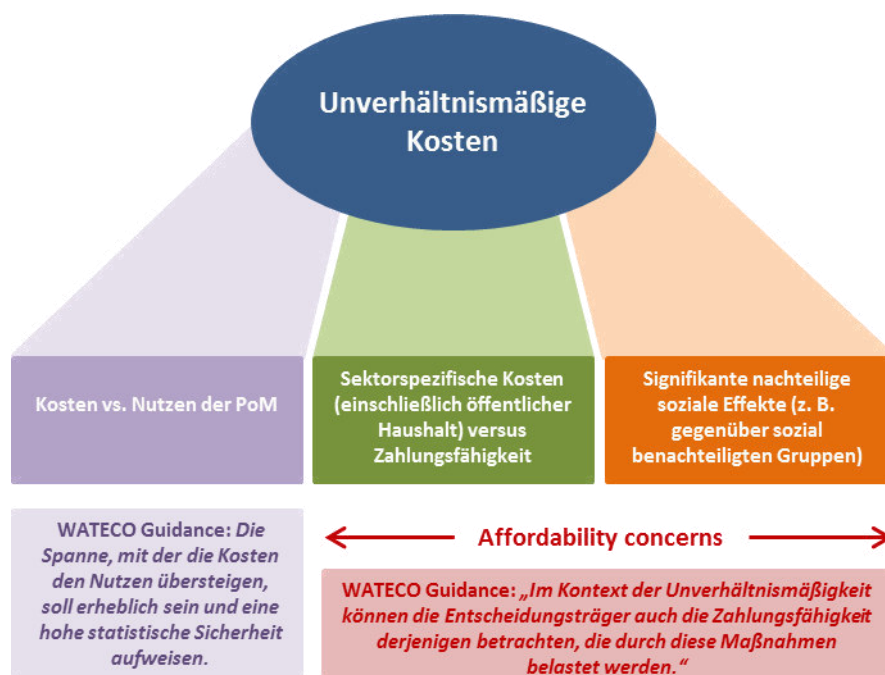 Unverhältnismäßige
Kosten
Kosten vs. Nutzen der PoM
Sektorspezifische Kosten
(einschließlich öffentlicher
Haushalt) versus
Zahlungsfähigkeit
Signifikante nachteilige
soziale Effekte (z. B.
gegenüber sozial
benachteiligten Gruppen)
WATECO Guidance: Die
Spanne, mit der die Kosten
den Nutzen übersteigen,
soll erheblich sein und eine
hohe statistische Sicherheit
aufweisen.
Affordability concerns
WATECO Guidance: „Im Kontext der Unverhältnismäßigkeit
können die Entscheidungsträger auch die Zahlungsfähigkeit
derjenigen betrachten, die durch diese Maßnahmen
belastet werden.“